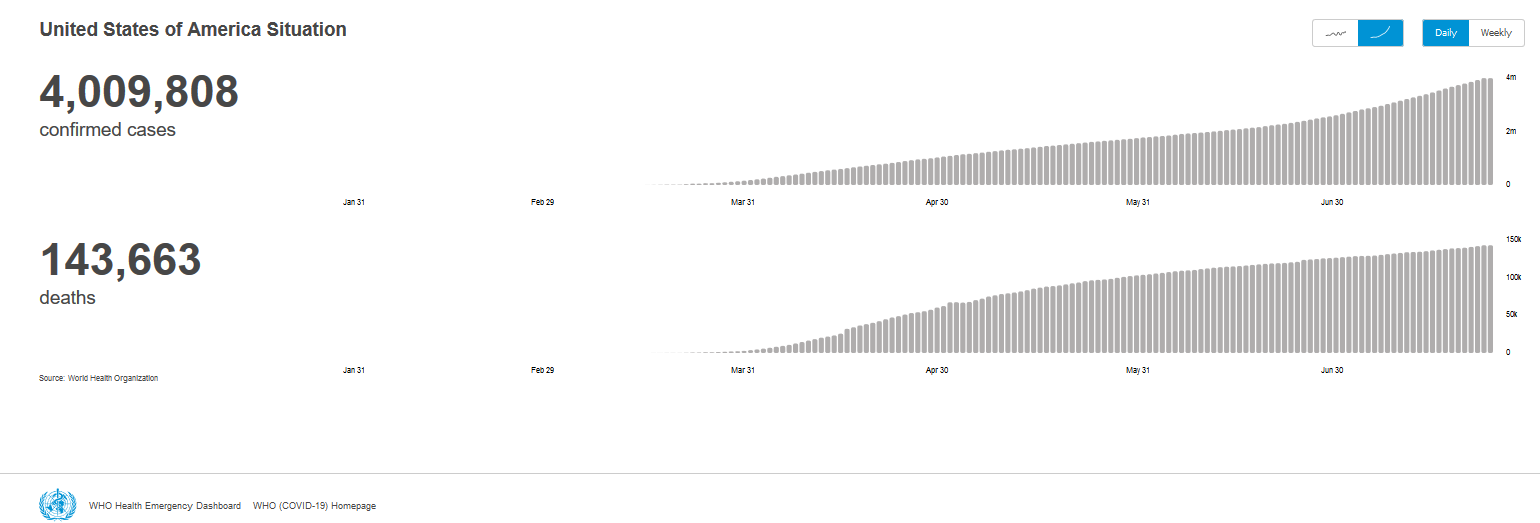 United States of America Situation
Daily Weekly
4,009,808
confirmed cases
4m
2m
0
Jan 31 Feb 29 Mar 31 Apr 30 May 31 Jun 30
143,663
deaths
150k
100k
50k
0
Jan 31 Feb 29 Mar 31 Apr 30 May 31 Jun 30
Source: World Health Organization
WHO Health Emergency Dashboard WHO (COVID-19) Homepage